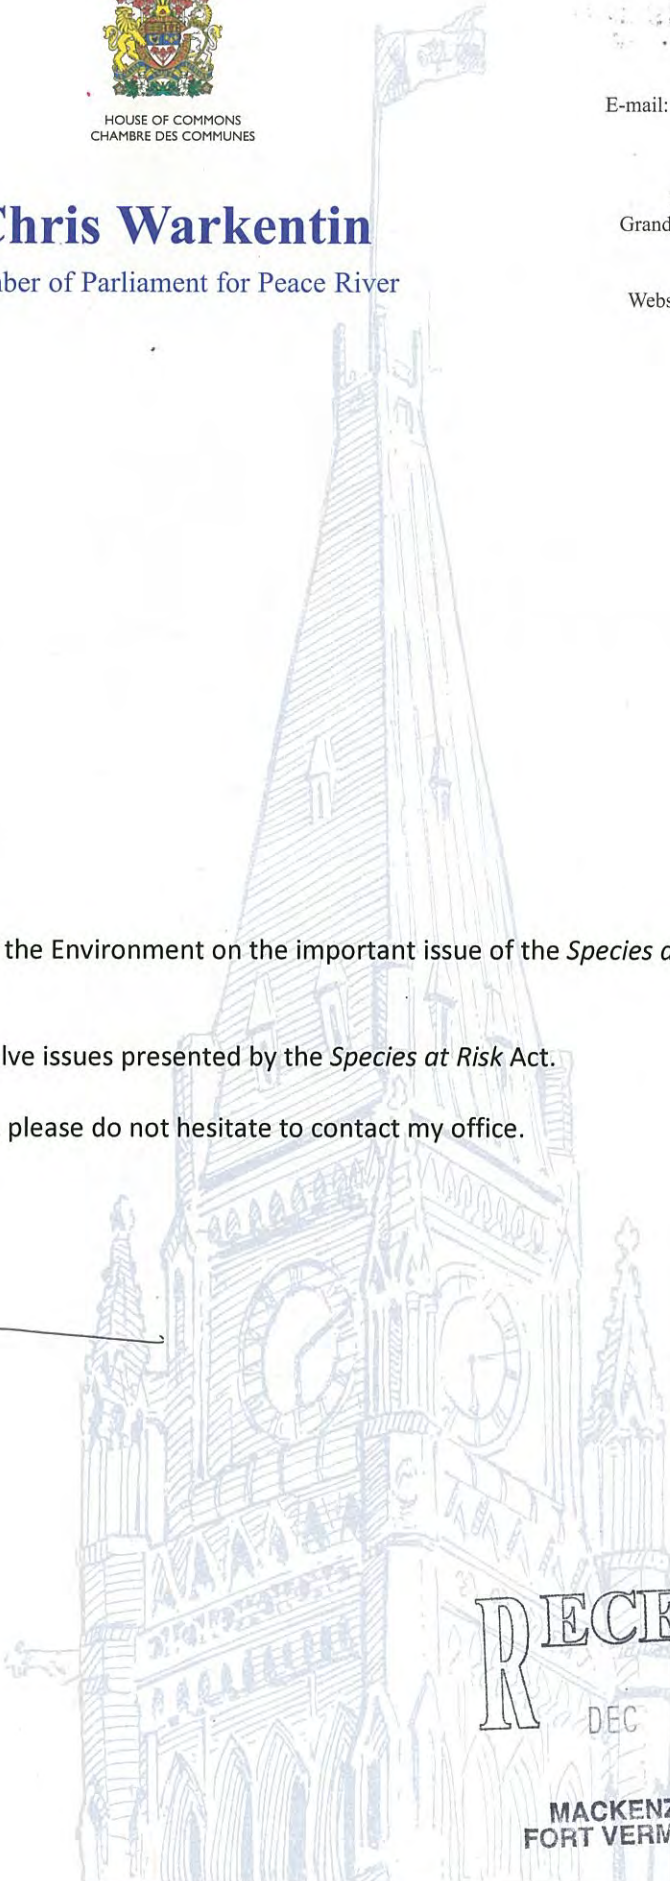 HOUSE OF COMMONS
CHAMBRE DES COMMUNES
E-mail:
Chris Warkentin
Grand
ber of Parliament for Peace River
Webs
the Environment on the important issue of the Species a
lve issues presented by the Species at Risk Act.
please do not hesitate to contact my office.
RECE
DEC
MACKENZ
FORT VERM